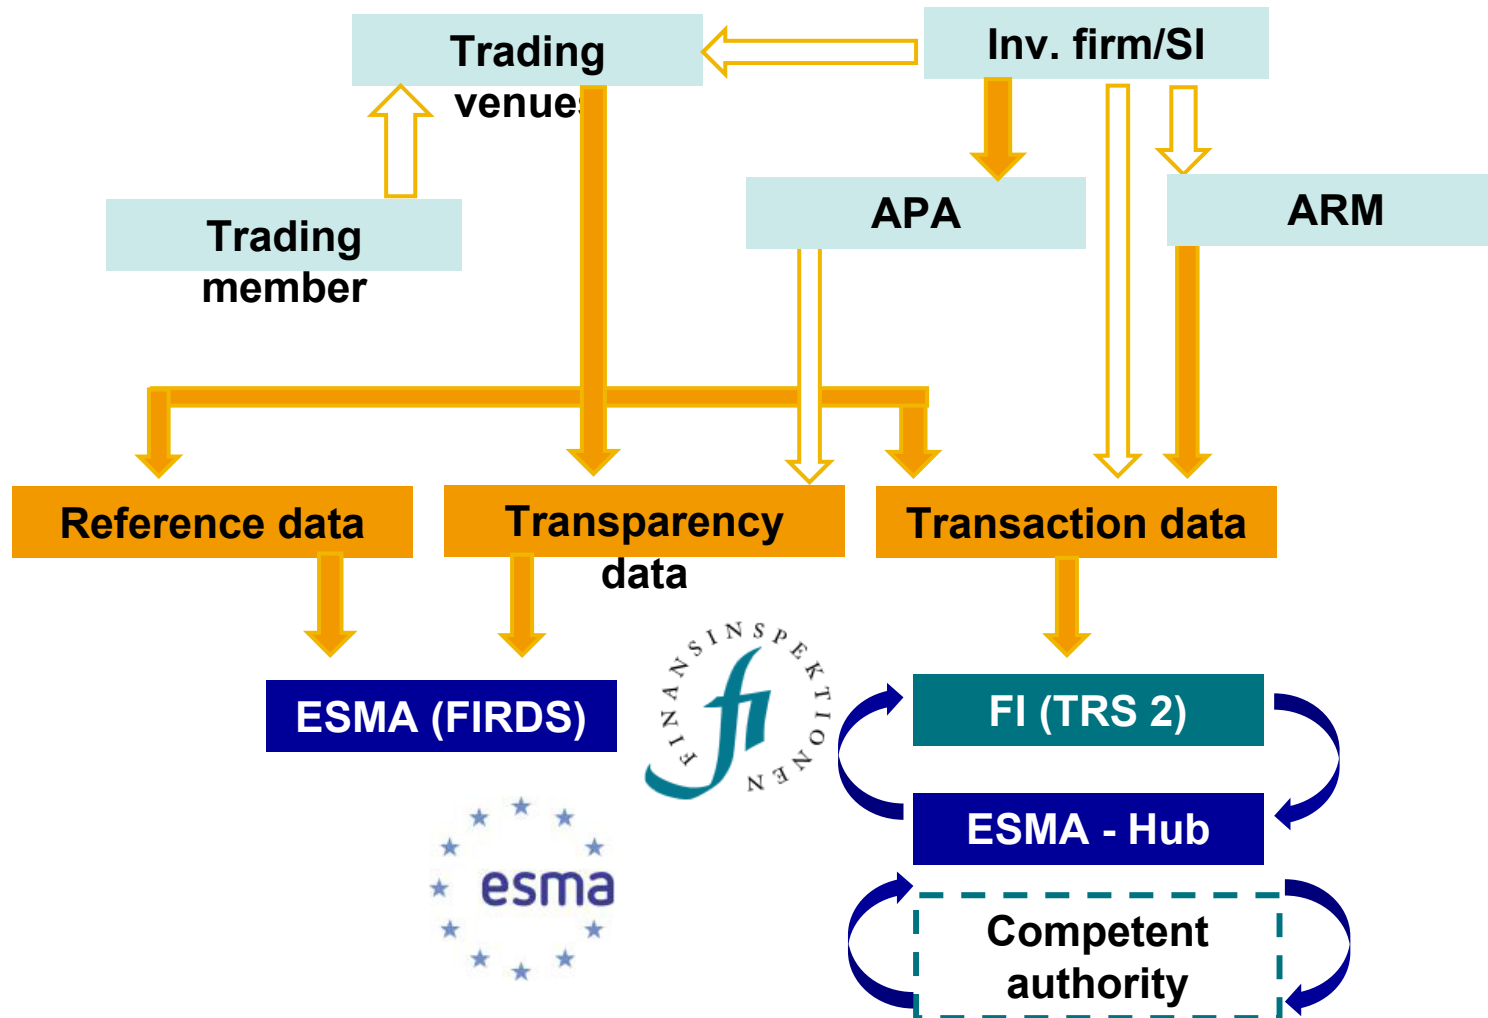 Trading
venues
Inv. firm/SI
Trading
member
APA
ARM
Reference data
Transparency
data
Transaction data
ESMA (FIRDS)
FINANSINSPEKTIONEN
fi
FI (TRS 2)
ESMA - Hub
esma
Competent
authority